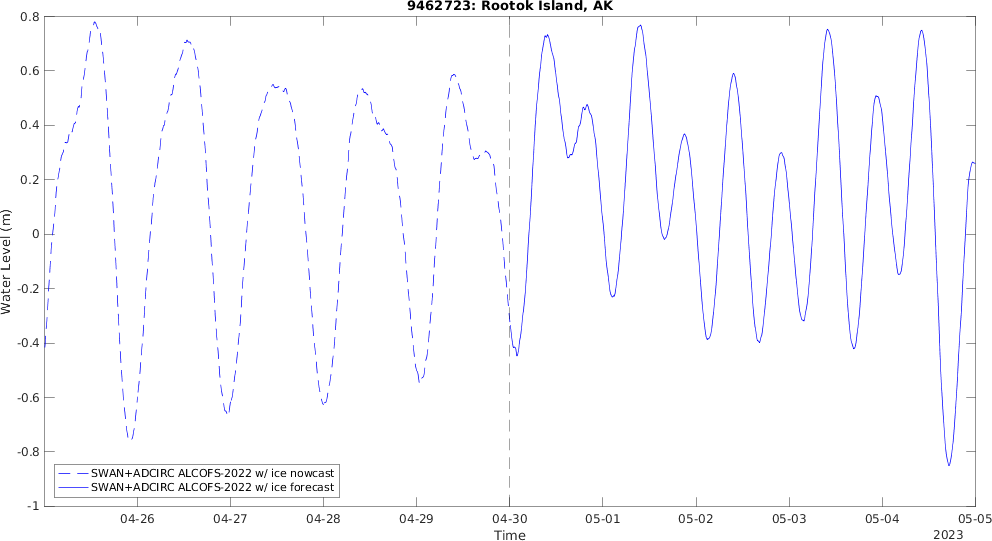 9462723: Rootok Island, AK
0.8
0.6
0.4
0.2
0
-0.2
-0.4
-0.6
-0.8
-1
Water Level (m)
SWAN+ADCIRC ALCOFS-2022 w/ ice nowcast
SWAN+ADCIRC ALCOFS-2022 w/ ice forecast
04-26 04-27 04-28 04-29 04-30 05-01 05-02 05-03 05-04 05-05
Time
2023